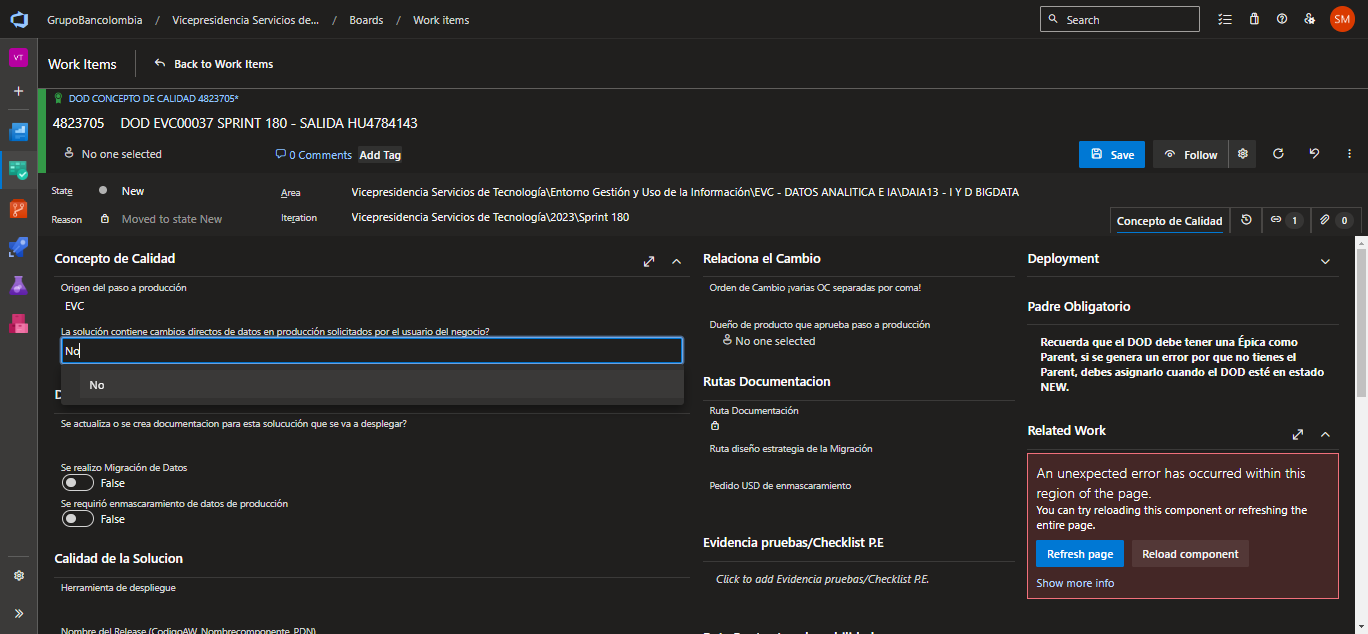 GrupoBancolombia / Vicepresidencia Servicios de... / Boards / Work items
Search
SM
VT
Work Items
Back to Work Items
DOD CONCEPTO DE CALIDAD 4823705*
4823705 DOD EVC00037 SPRINT 180 - SALIDA HU4784143
No one selected
0 Comments
Add Tag
Save
Follow
State
New
Area
Vicepresidencia Servicios de Tecnología\Entorno Gestión y Uso de la Información\EVC - DATOS ANALITICA E IA\DAIA13 - I Y D BIGDATA
Reason
Moved to state New
Iteration
Vicepresidencia Servicios de Tecnología\2023\Sprint 180
Concepto de Calidad
1
0
Concepto de Calidad
Origen del paso a producción
EVC
La solución contiene cambios directos de datos en producción solicitados por el usuario del negocio?
No
No
D
Se actualiza o se crea documentacion para esta solucución que se va a desplegar?
Se realizo Migración de Datos
False
Se requirió enmascaramiento de datos de producción
False
Calidad de la Solucion
Herramienta de despliegue
Nombre del Release (CodigoAW_Nombrecomponente_PDN)
Relaciona el Cambio
Orden de Cambio ¡varias OC separadas por coma!
Dueño de producto que aprueba paso a producción
No one selected
Rutas Documentacion
Ruta Documentación
Ruta diseño estrategia de la Migración
Pedido USD de enmascaramiento
Evidencia pruebas/Checklist P.E
Click to add Evidencia pruebas/Checklist P.E.
Deployment
Padre Obligatorio
Recuerda que el DOD debe tener una Épica como
Parent, si se genera un error por que no tienes el
Parent, debes asignarlo cuando el DOD esté en estado
NEW.
Related Work
An unexpected error has occurred within this
region of the page.
You can try reloading this component or refreshing the
entire page.
Refresh page
Reload component
Show more info